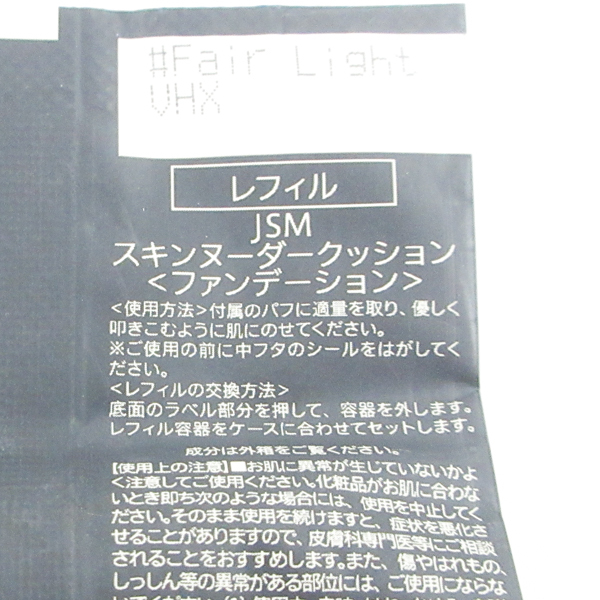 #Fair Light
VHX
レフィル
JSM
スキンヌーダークッション
<ファンデーション>
<使用方法>付属のパフに適量を取り、優しく
叩きこむように肌にのせてください。
※ご使用の前に中フタのシールをはがしてく
ださい。
<レフィルの交換方法>
底面のラベル部分を押して、容器を外します。
レフィル容器をケースに合わせてセットします。
成分は外箱をご覧ください。
【使用上の注意】■お肌に異常が生じていないかよ
く注意してご使用ください。化粧品がお肌に合わな
いとき即ち次のような場合には、使用を中止してく
ださい。そのまま使用を続けますと、症状を悪化さ
せることがありますので、皮膚科専門医等にご相談
されることをおすすめします。また、傷やはれもの、
しっしん等の異常がある部位には、ご使用にならな